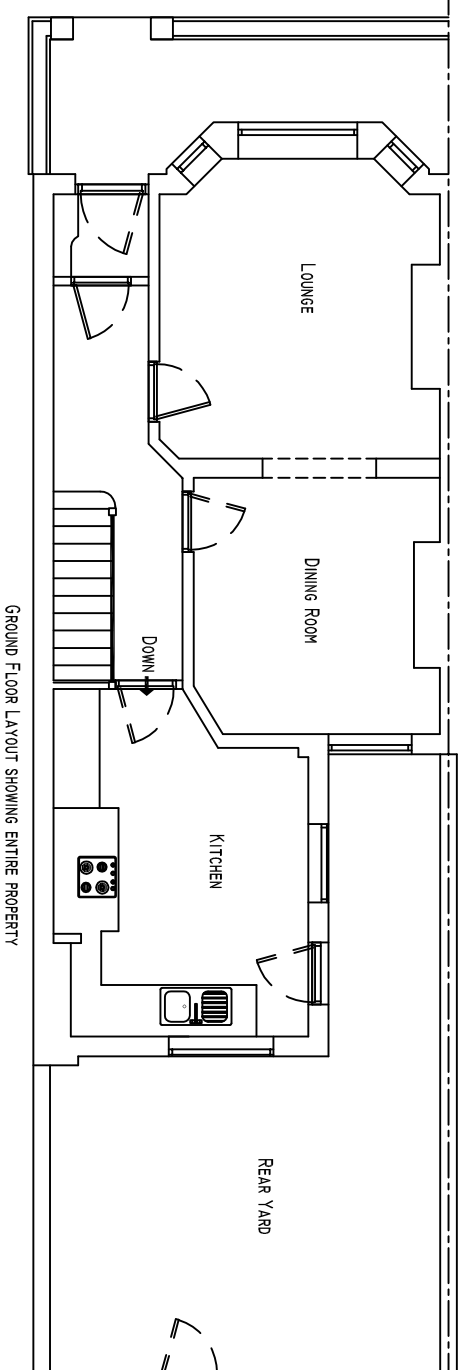 LOUNGE
DINING ROOM
DOWN
KITCHEN
REAR YARD
GROUND FLOOR LAYOUT SHOWING ENTIRE PROPERTY